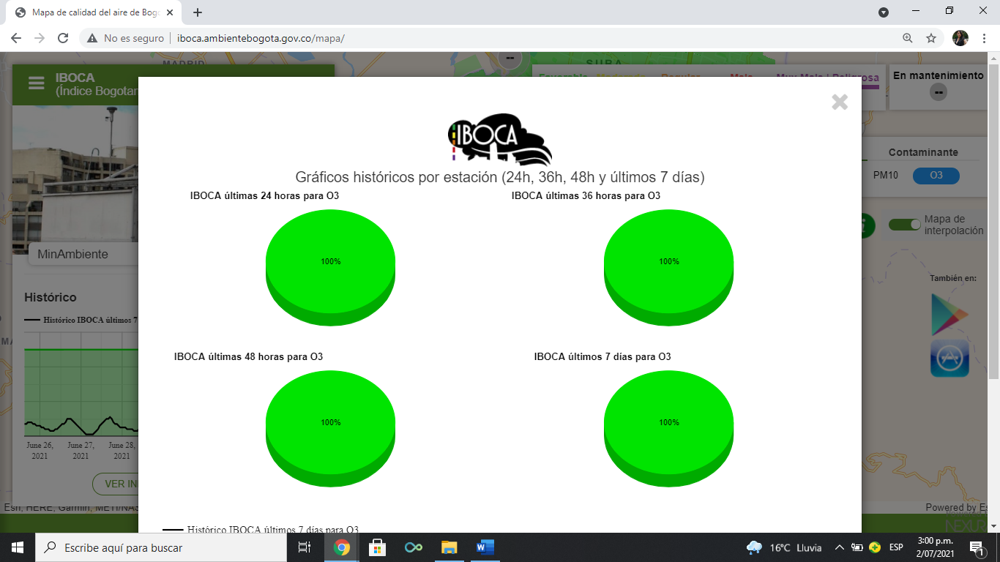 Mapa de calidad del aire de Bogo
No es seguro
iboca.ambientebogota.gov.co/mapa/
MADRID
SUBA
--
IBOCA
(Índice Bogotan
Favorable Moderada Regular Mala Muy Mala | Peligrosa
En mantenimiento
--
IBOCA
Contaminante
PM10 O3
Gráficos históricos por estación (24h, 36h, 48h y últimos 7 días)
IBOCA últimas 24 horas para O3
100%
IBOCA últimas 36 horas para O3
100%
Mapa de
interpolación
MinAmbiente
También en:
Histórico
Histórico IBOCA últimos 7
IBOCA últimas 48 horas para O3
100%
IBOCA últimos 7 días para O3
100%
June 26, June 27, June 28,
2021 2021 2021
VER IN
Esri, HERE, Garmin, METI/NAS
Powered by Es
Histórico IBOCA últimos 7 días para O3
NEXUR
Escribe aquí para buscar
16°C Lluvia
ESP
3:00 p.m.
2/07/2021
1